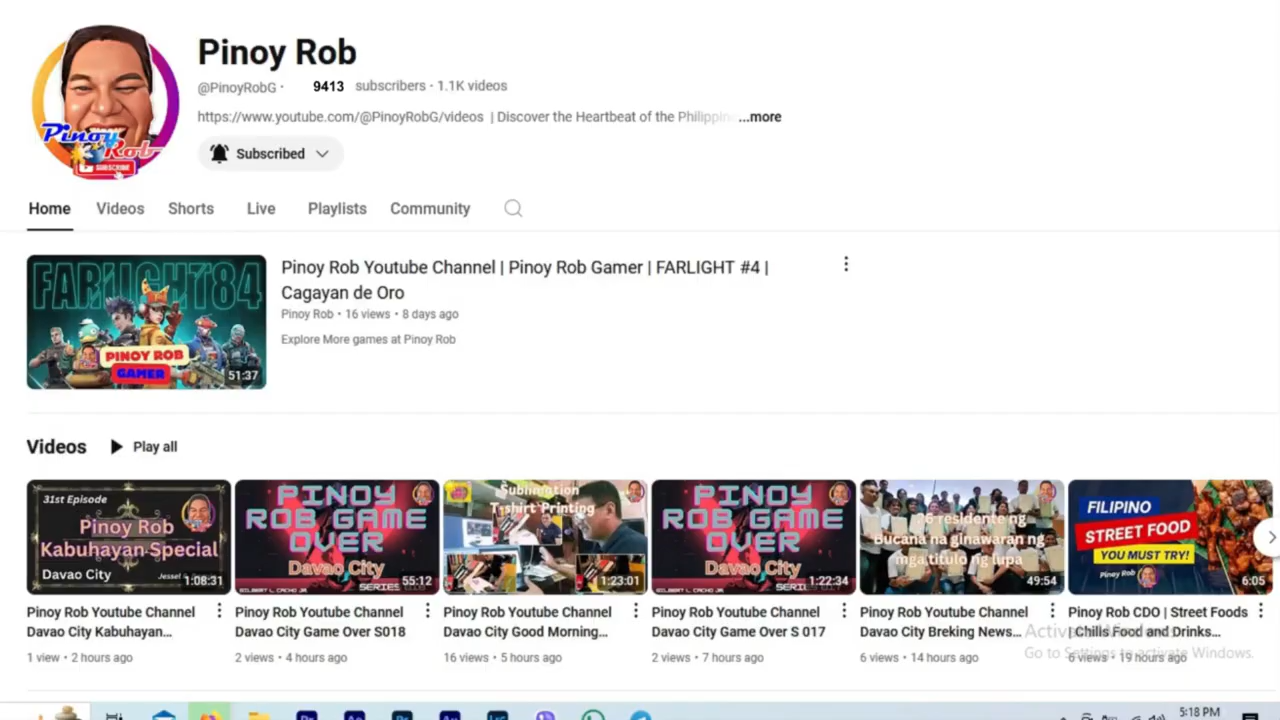 Pinoy Rob
@PinoyRobG · 9413 subscribers · 1.1K videos
https://www.youtube.com/@PinoyRobG/videos | Discover the Heartbeat of the Philippin ...more
Subscribed
Home Videos Shorts Live Playlists Community
FARLIGHT84
PINOY ROB
GAMER
51:37
Pinoy Rob Youtube Channel | Pinoy Rob Gamer | FARLIGHT #4 |
Cagayan de Oro
Pinoy Rob · 16 views · 8 days ago
Explore More games at Pinoy Rob
Videos Play all
31st Episode
Pinoy Rob
Kabuhayan Special
Davao City
1:08:31
PINOY
ROB GAME
OVER
Davao City
55:12
Sublimation
T-shirt Printing
1:23:01
PINOY
ROB GAME
OVER
Davao City
1:22:34
26 residente ng
Bucana na ginawaran ng
mga titulo ng lupa
49:54
FILIPINO
STREET FOOD
YOU MUST TRY!
Pinoy Rob
6:05
Pinoy Rob Youtube Channel
Davao City Kabuhayan...
1 view · 2 hours ago
Pinoy Rob Youtube Channel
Davao City Game Over S018
2 views · 4 hours ago
Pinoy Rob Youtube Channel
Davao City Good Morning...
16 views · 5 hours ago
Pinoy Rob Youtube Channel
Davao City Game Over S 017
2 views · 7 hours ago
Pinoy Rob Youtube Channel
Davao City Breking News...
6 views · 14 hours ago
Pinoy Rob CDO | Street Foods
| Chills Food and Drinks...
6 views · 19 hours ago
Activate Windows
Go to Settings to activate Windows.
5:18 PM